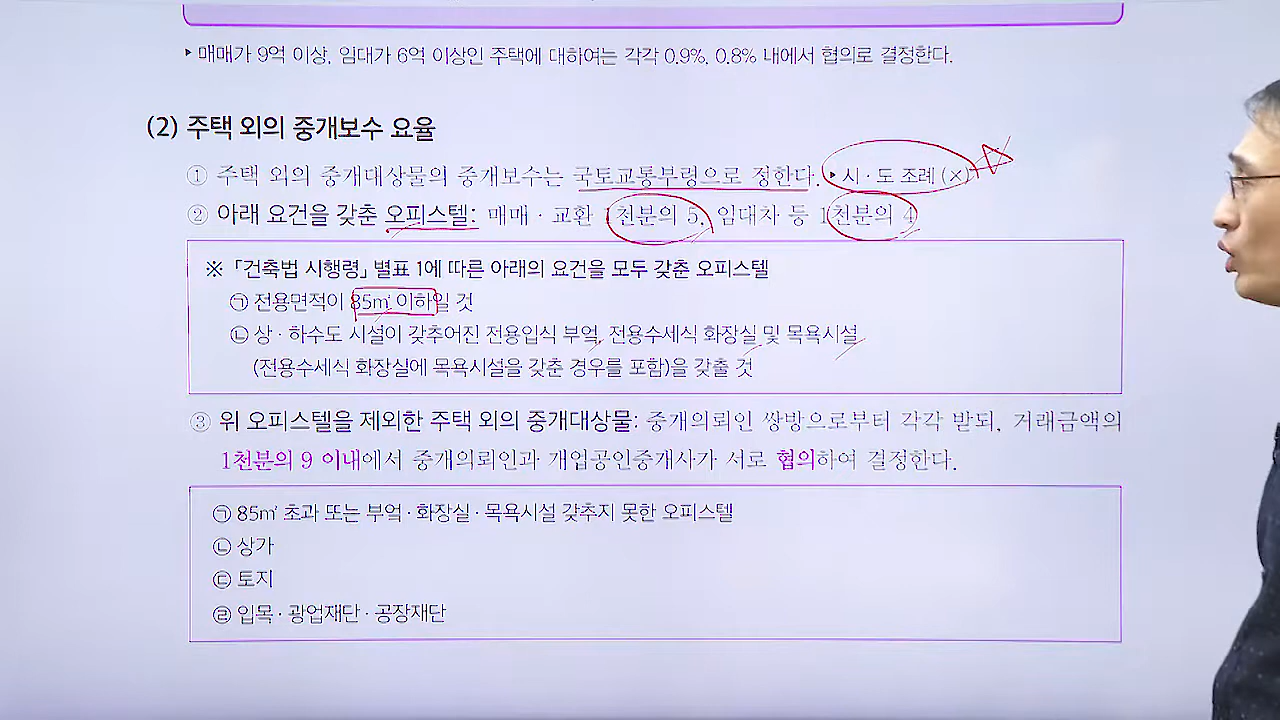 ▸ 매매가 9억 이상, 임대가 6억 이상인 주택에 대하여는 각각 0.9%, 0.8% 내에서 협의로 결정한다.
(2) 주택 외의 중개보수 요율
① 주택 외의 중개대상물의 중개보수는 국토교통부령으로 정한다. ▸시·도 조례(×)
② 아래 요건을 갖춘 오피스텔: 매매·교환 1천분의 5, 임대차 등 1천분의 4
※ 「건축법 시행령」 별표 1에 따른 아래의 요건을 모두 갖춘 오피스텔
㉠ 전용면적이 85㎡ 이하일 것
㉡ 상·하수도 시설이 갖추어진 전용입식 부엌, 전용수세식 화장실 및 목욕시설
(전용수세식 화장실에 목욕시설을 갖춘 경우를 포함)을 갖출 것
③ 위 오피스텔을 제외한 주택 외의 중개대상물: 중개의뢰인 쌍방으로부터 각각 받되, 거래금액의
1천분의 9 이내에서 중개의뢰인과 개업공인중개사가 서로 협의하여 결정한다.
㉠ 85㎡ 초과 또는 부엌·화장실·목욕시설 갖추지 못한 오피스텔
㉡ 상가
㉢ 토지
㉣ 입목·광업재단·공장재단